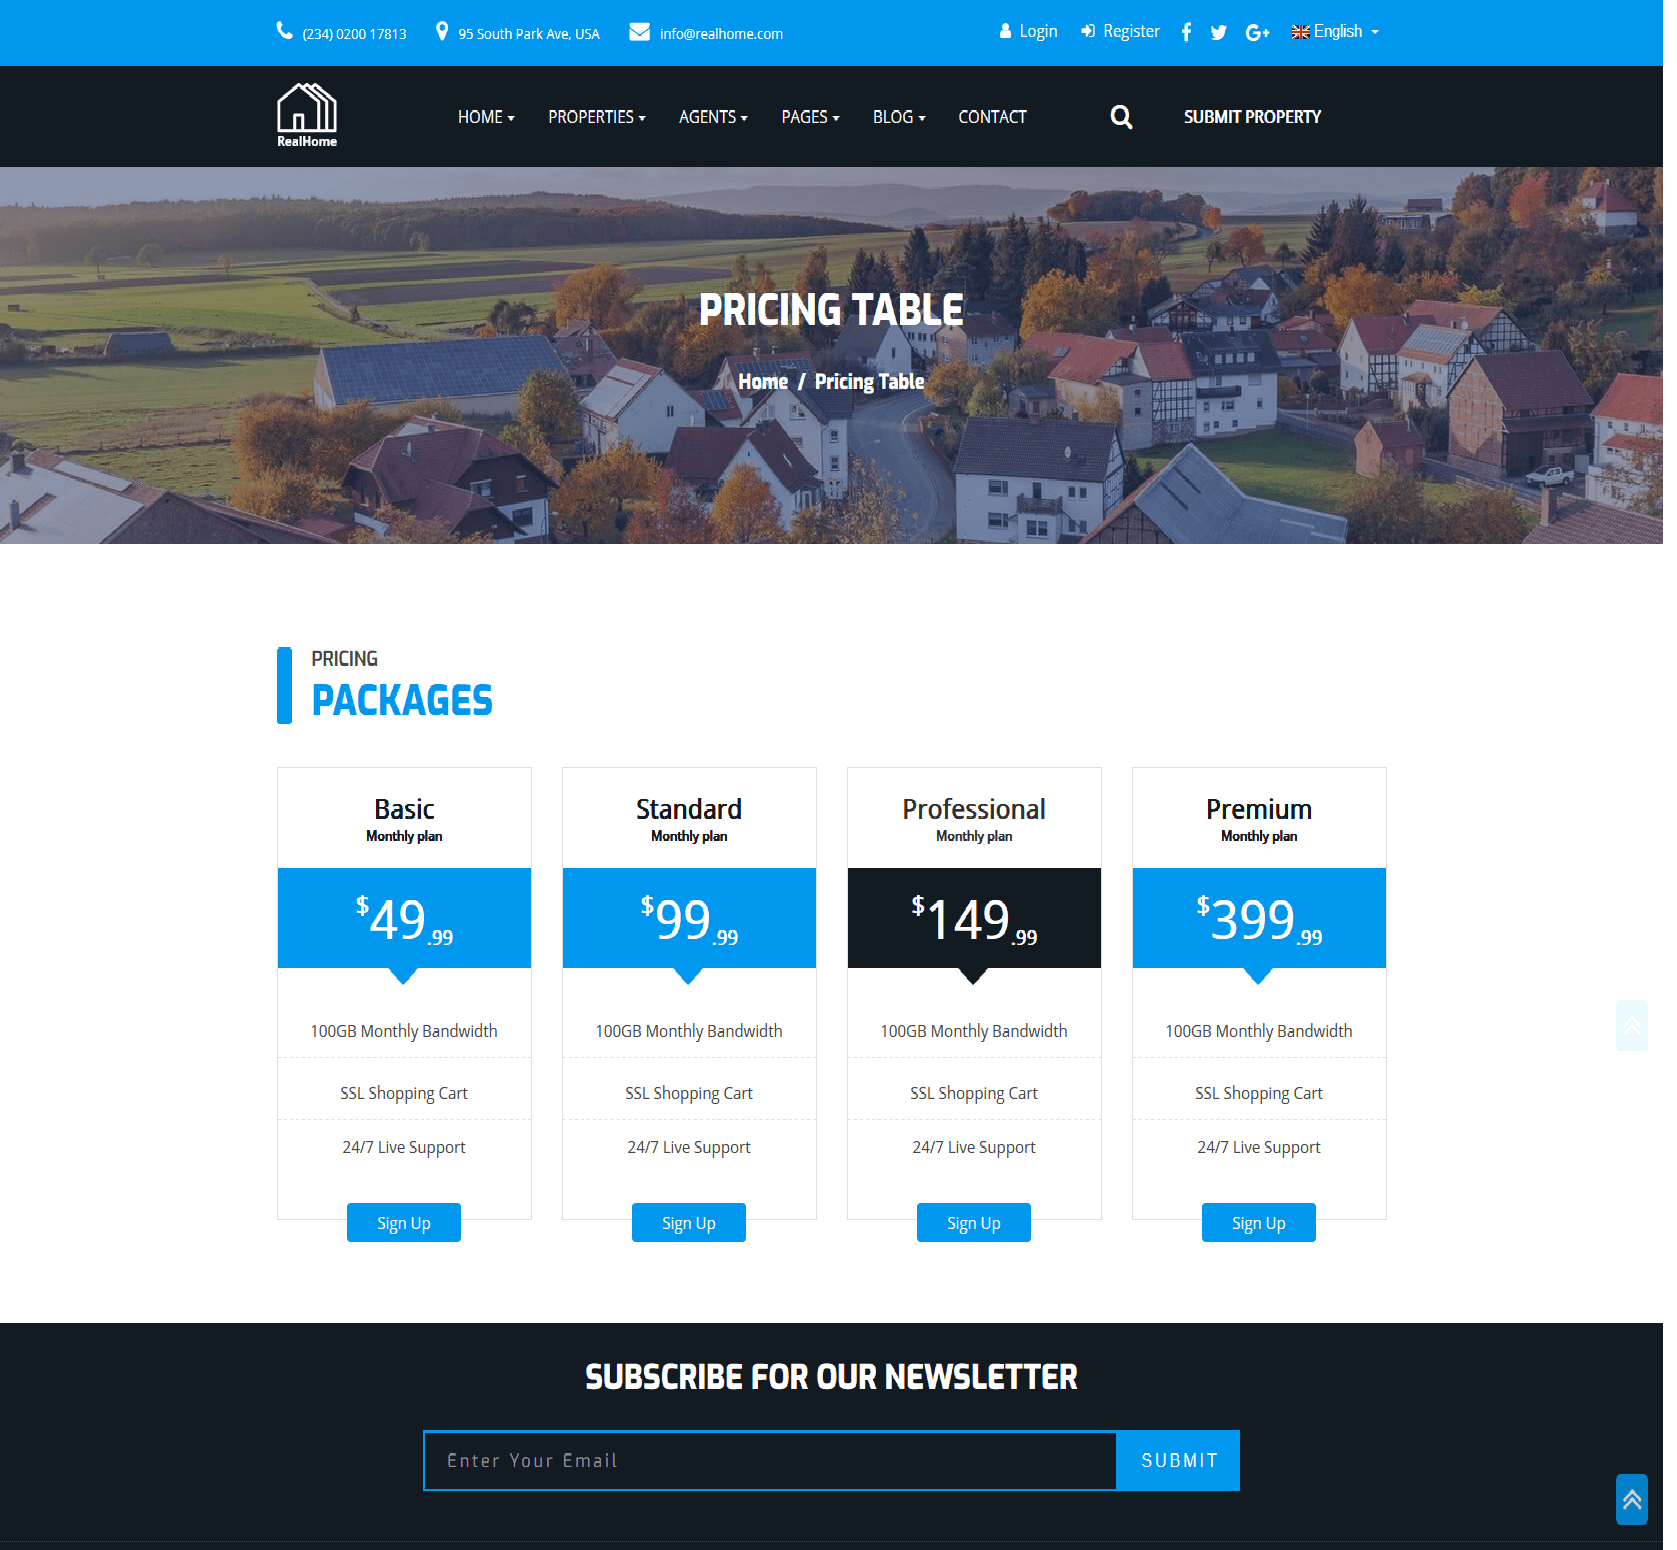 (234) 0200 17813 95 South Park Ave, USA info@realhome.com Login Register English
RealHome
HOME PROPERTIES AGENTS PAGES BLOG CONTACT SUBMIT PROPERTY
PRICING TABLE
Home / Pricing Table
PRICING
PACKAGES
Basic
Monthly plan
$49.99
100GB Monthly Bandwidth
SSL Shopping Cart
24/7 Live Support
Sign Up
Standard
Monthly plan
$99.99
100GB Monthly Bandwidth
SSL Shopping Cart
24/7 Live Support
Sign Up
Professional
Monthly plan
$149.99
100GB Monthly Bandwidth
SSL Shopping Cart
24/7 Live Support
Sign Up
Premium
Monthly plan
$399.99
100GB Monthly Bandwidth
SSL Shopping Cart
24/7 Live Support
Sign Up
SUBSCRIBE FOR OUR NEWSLETTER
Enter Your Email SUBMIT